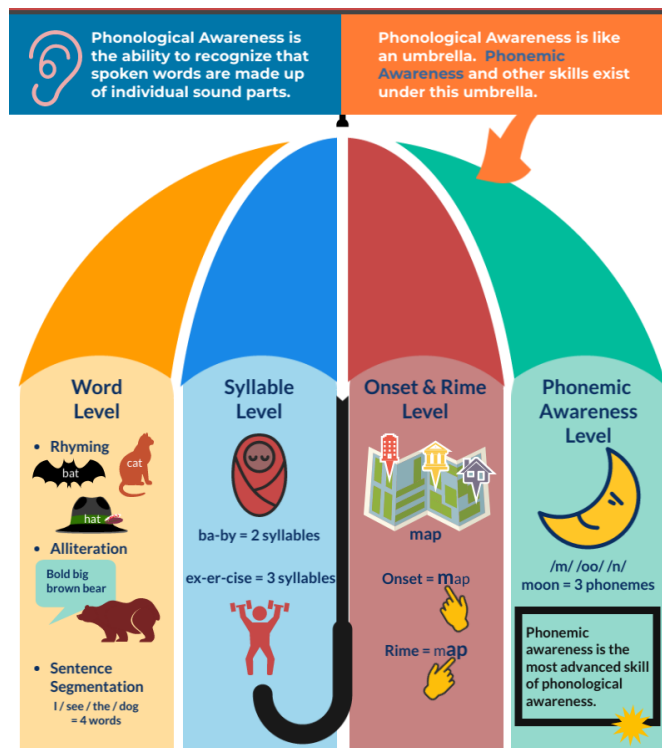 Phonological Awareness is
the ability to recognize that
spoken words are made up
of individual sound parts.
Phonological Awareness is like
an umbrella. Phonemic
Awareness and other skills exist
under this umbrella.
Word
Level
• Rhyming
bat
cat
hat
• Alliteration
Bold big
brown bear
• Sentence
Segmentation
I / see / the / dog
= 4 words
Syllable
Level
ba-by = 2 syllables
ex-er-cise = 3 syllables
Onset & Rime
Level
map
Onset = map
Rime = map
Phonemic
Awareness
Level
/m/ /oo/ /n/
moon = 3 phonemes
Phonemic
awareness is the
most advanced skill
of phonological
awareness.